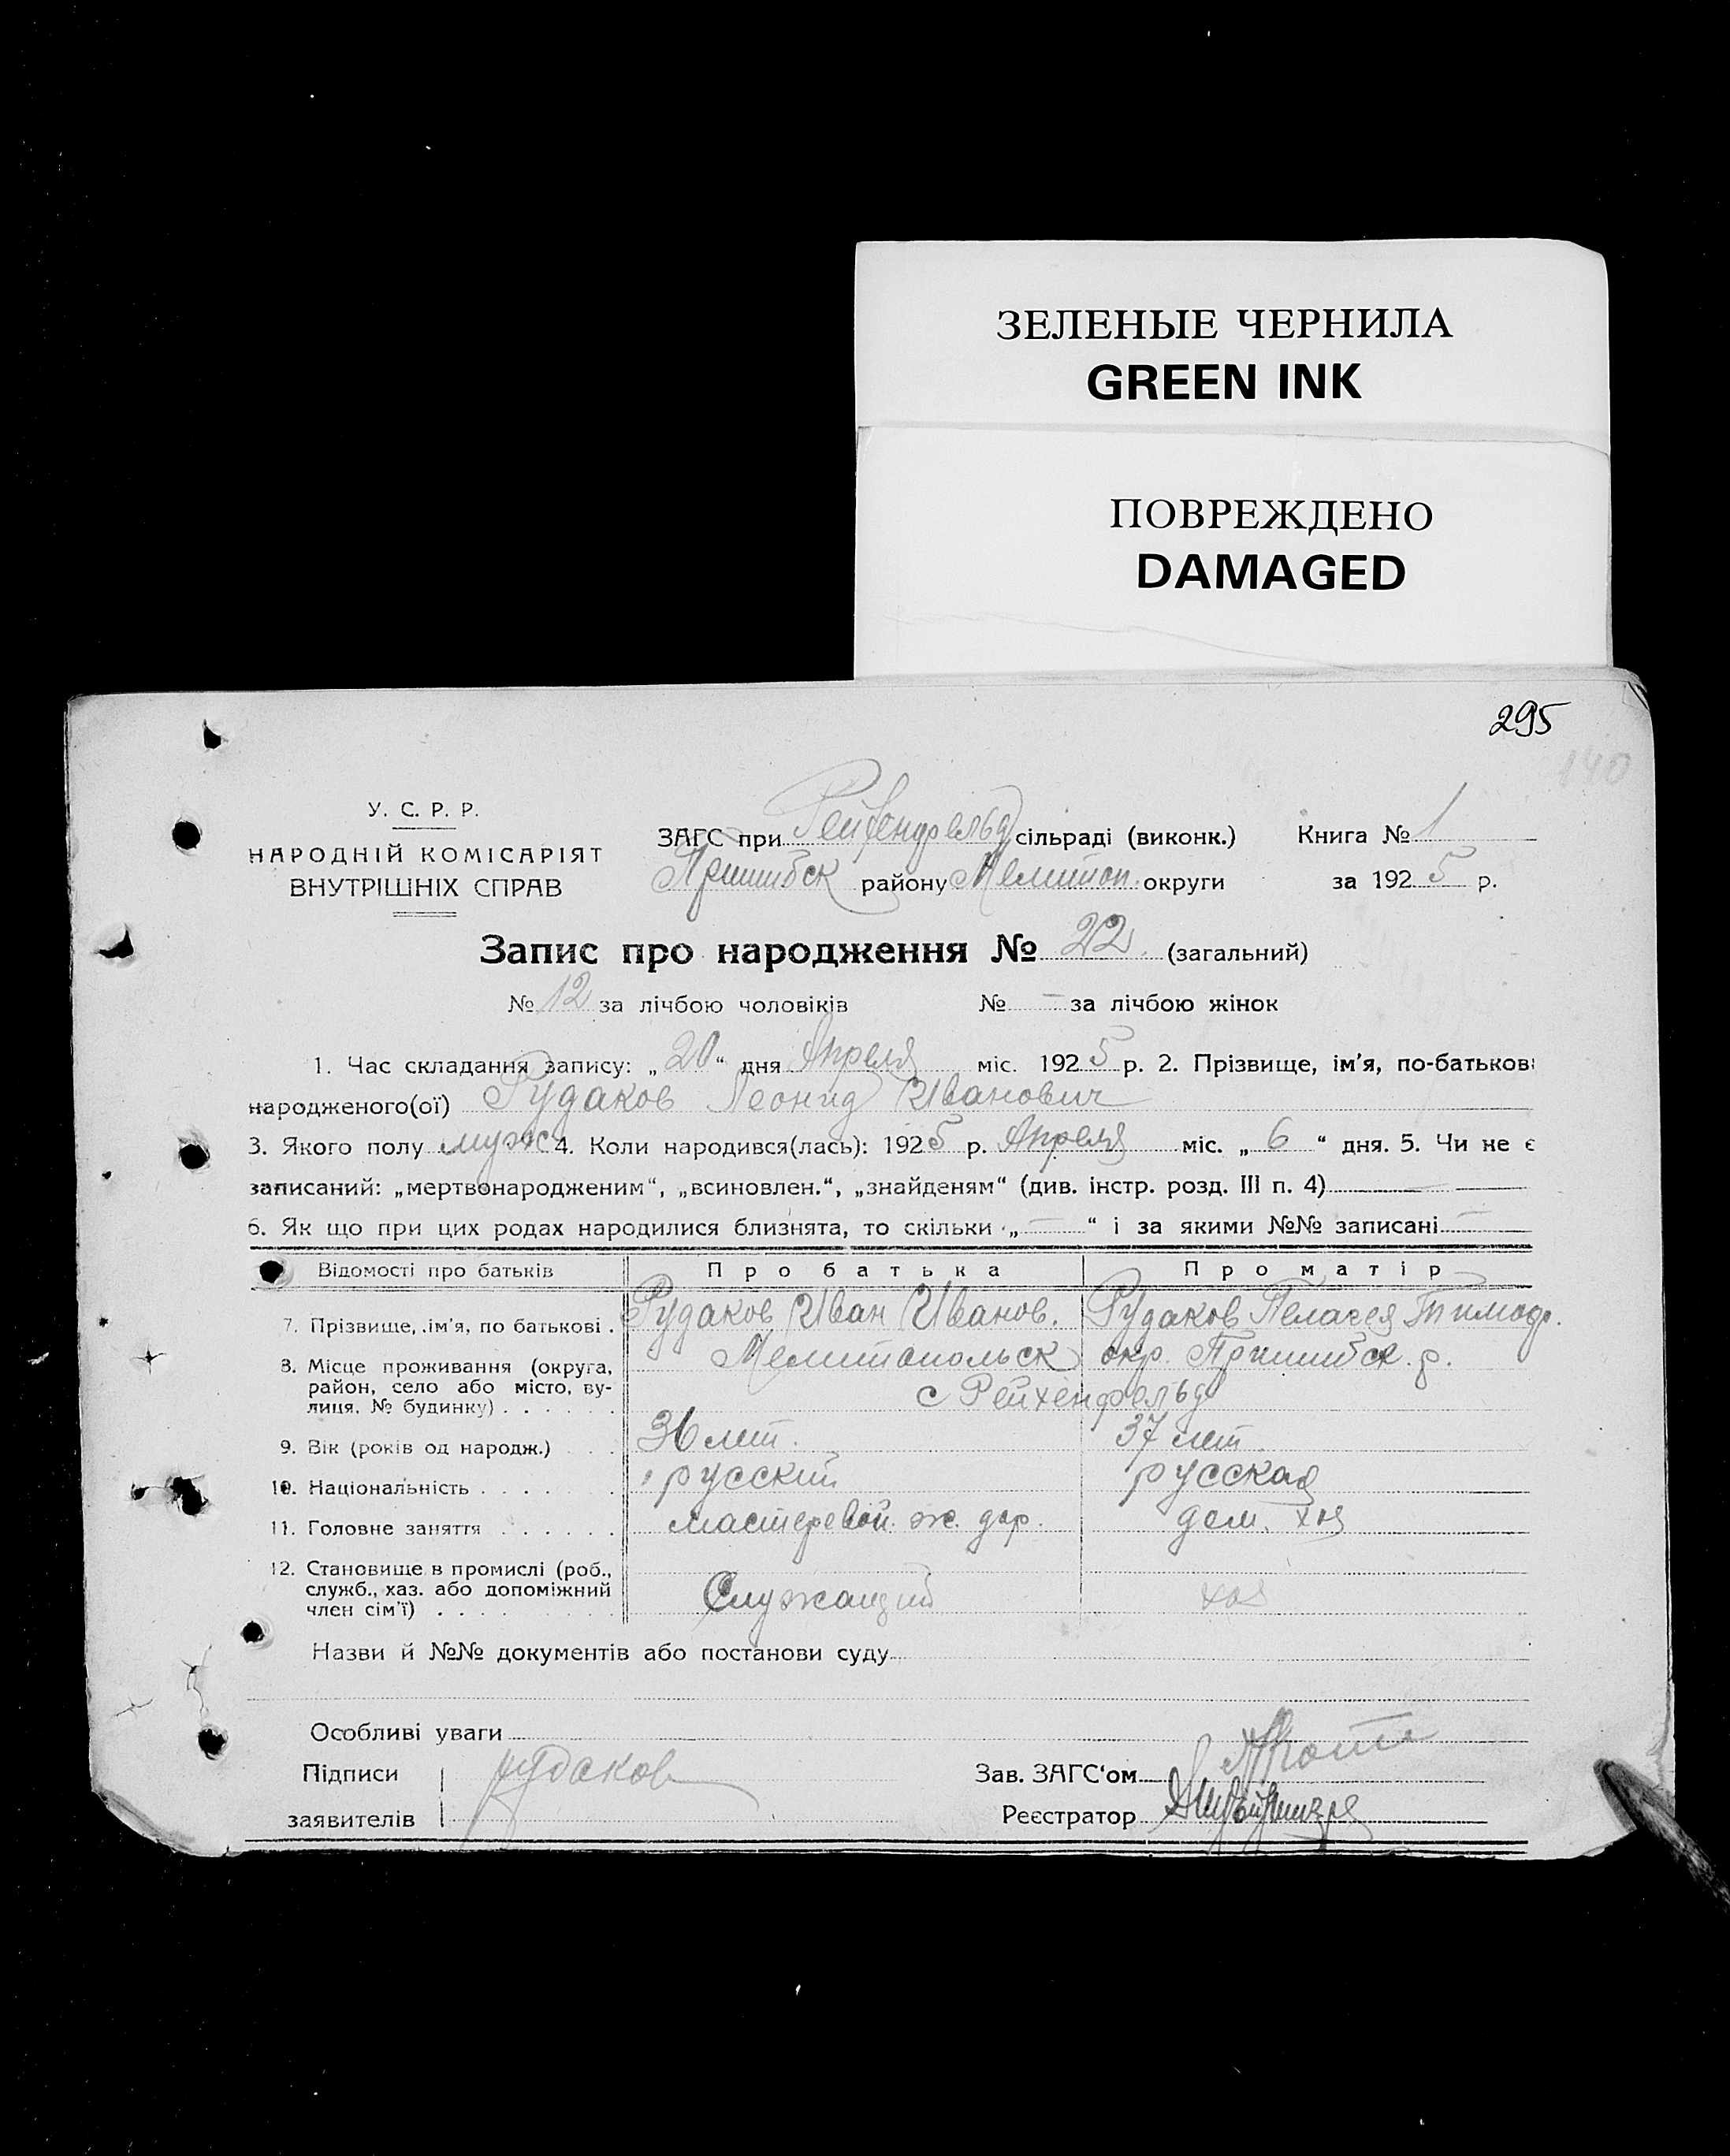 ЗЕЛЕНЫЕ ЧЕРНИЛА
GREEN INK
ПОВРЕЖДЕНО
DAMAGED
295
140
У. С. Р. Р.
НАРОДНІЙ КОМІСАРІЯТ
ВНУТРІШНІХ СПРАВ
ЗАГС при Рейхенфельд сільраді (виконк.) Книга № 1
Пришибск району Мелитоп. округи за 1925 р.
Запис про народження № 22. (загальний)
№ 12 за лічбою чоловіків № — за лічбою жінок
1. Час складання запису: „20“ дня Апреля міс. 1925 р. 2. Прізвище, ім'я, по-батькові
народженого(ої) Рудаков Леонид Иванович
3. Якого полу муж 4. Коли народився(лась): 1925 р. Апреля міс. „6“ дня. 5. Чи не є
записаний: „мертвонародженим“, „всиновлен.“, „знайденям“ (див. інстр. розд. III п. 4) —
6. Як що при цих родах народилися близнята, то скільки „—“ і за якими №№ записані —
Відомості про батьків Про батька Про матір
7. Прізвище, ім'я, по батькові . Рудаков Иван Иванов. Рудаков Пелагея Тимоф.
8. Місце проживання (округа, Мелитопольск окр. Пришибск. р.
район, село або місто, ву-
лиця, № будинку) . . . . . . с Рейхенфельд
9. Вік (років од народж.) . . . 36 лет. 37 лет.
10. Національність . . . . . русский русская
11. Головне заняття . . . . . . мастеровой ж. дор. дом. хоз
12. Становище в промислі (роб.,
служб., хаз. або допоміжний Служащий хоз
член сім'ї) . . . . . . . . .
Назви й №№ документів або постанови суду
Особливі уваги
Підписи Рудаков Зав. ЗАГС'ом
заявителів Реєстратор